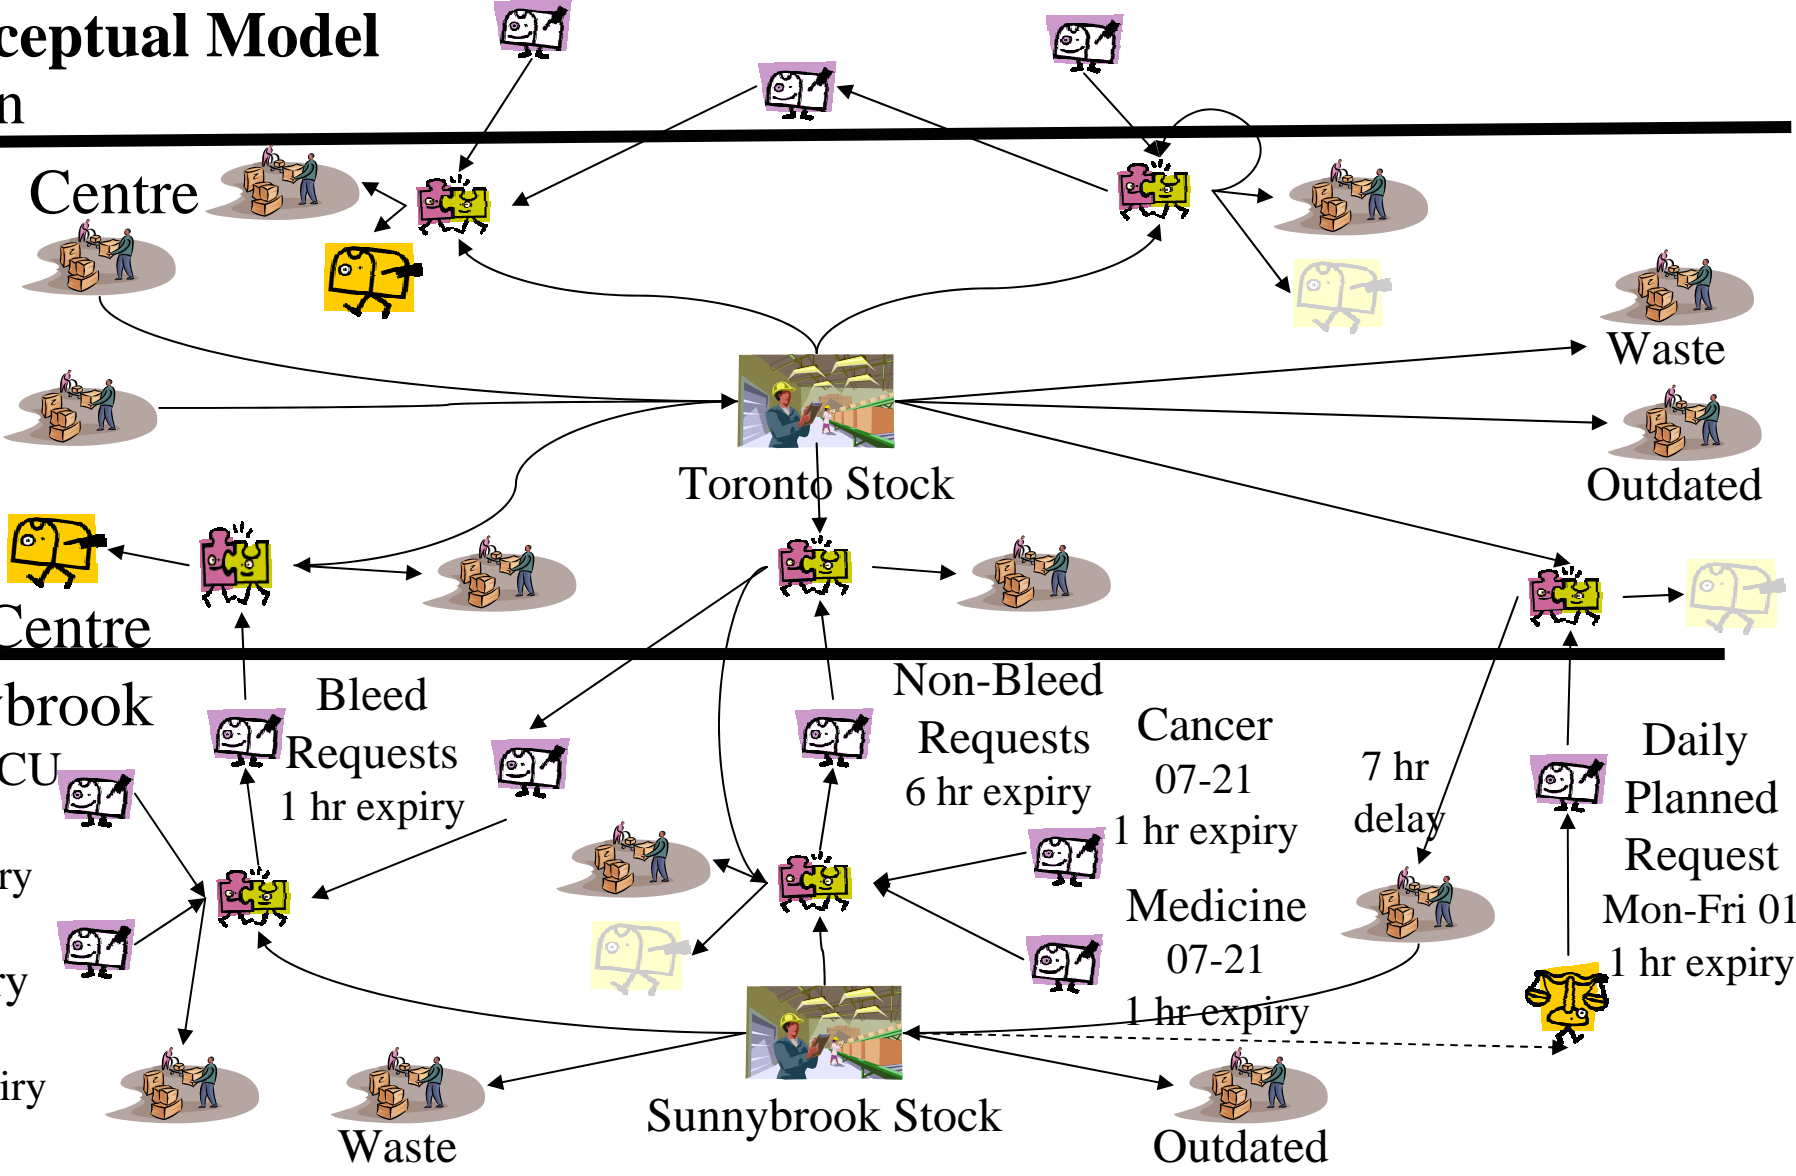 ceptual Model
n
Centre
Waste
Outdated
Toronto Stock
Centre
ybrook
CU
ry
ry
iry
Bleed
Requests
1 hr expiry
Non-Bleed
Requests
6 hr expiry
Cancer
07-21
1 hr expiry
Medicine
07-21
1 hr expiry
7 hr
delay
Daily
Planned
Request
Mon-Fri 01
1 hr expiry
Waste
Sunnybrook Stock
Outdated